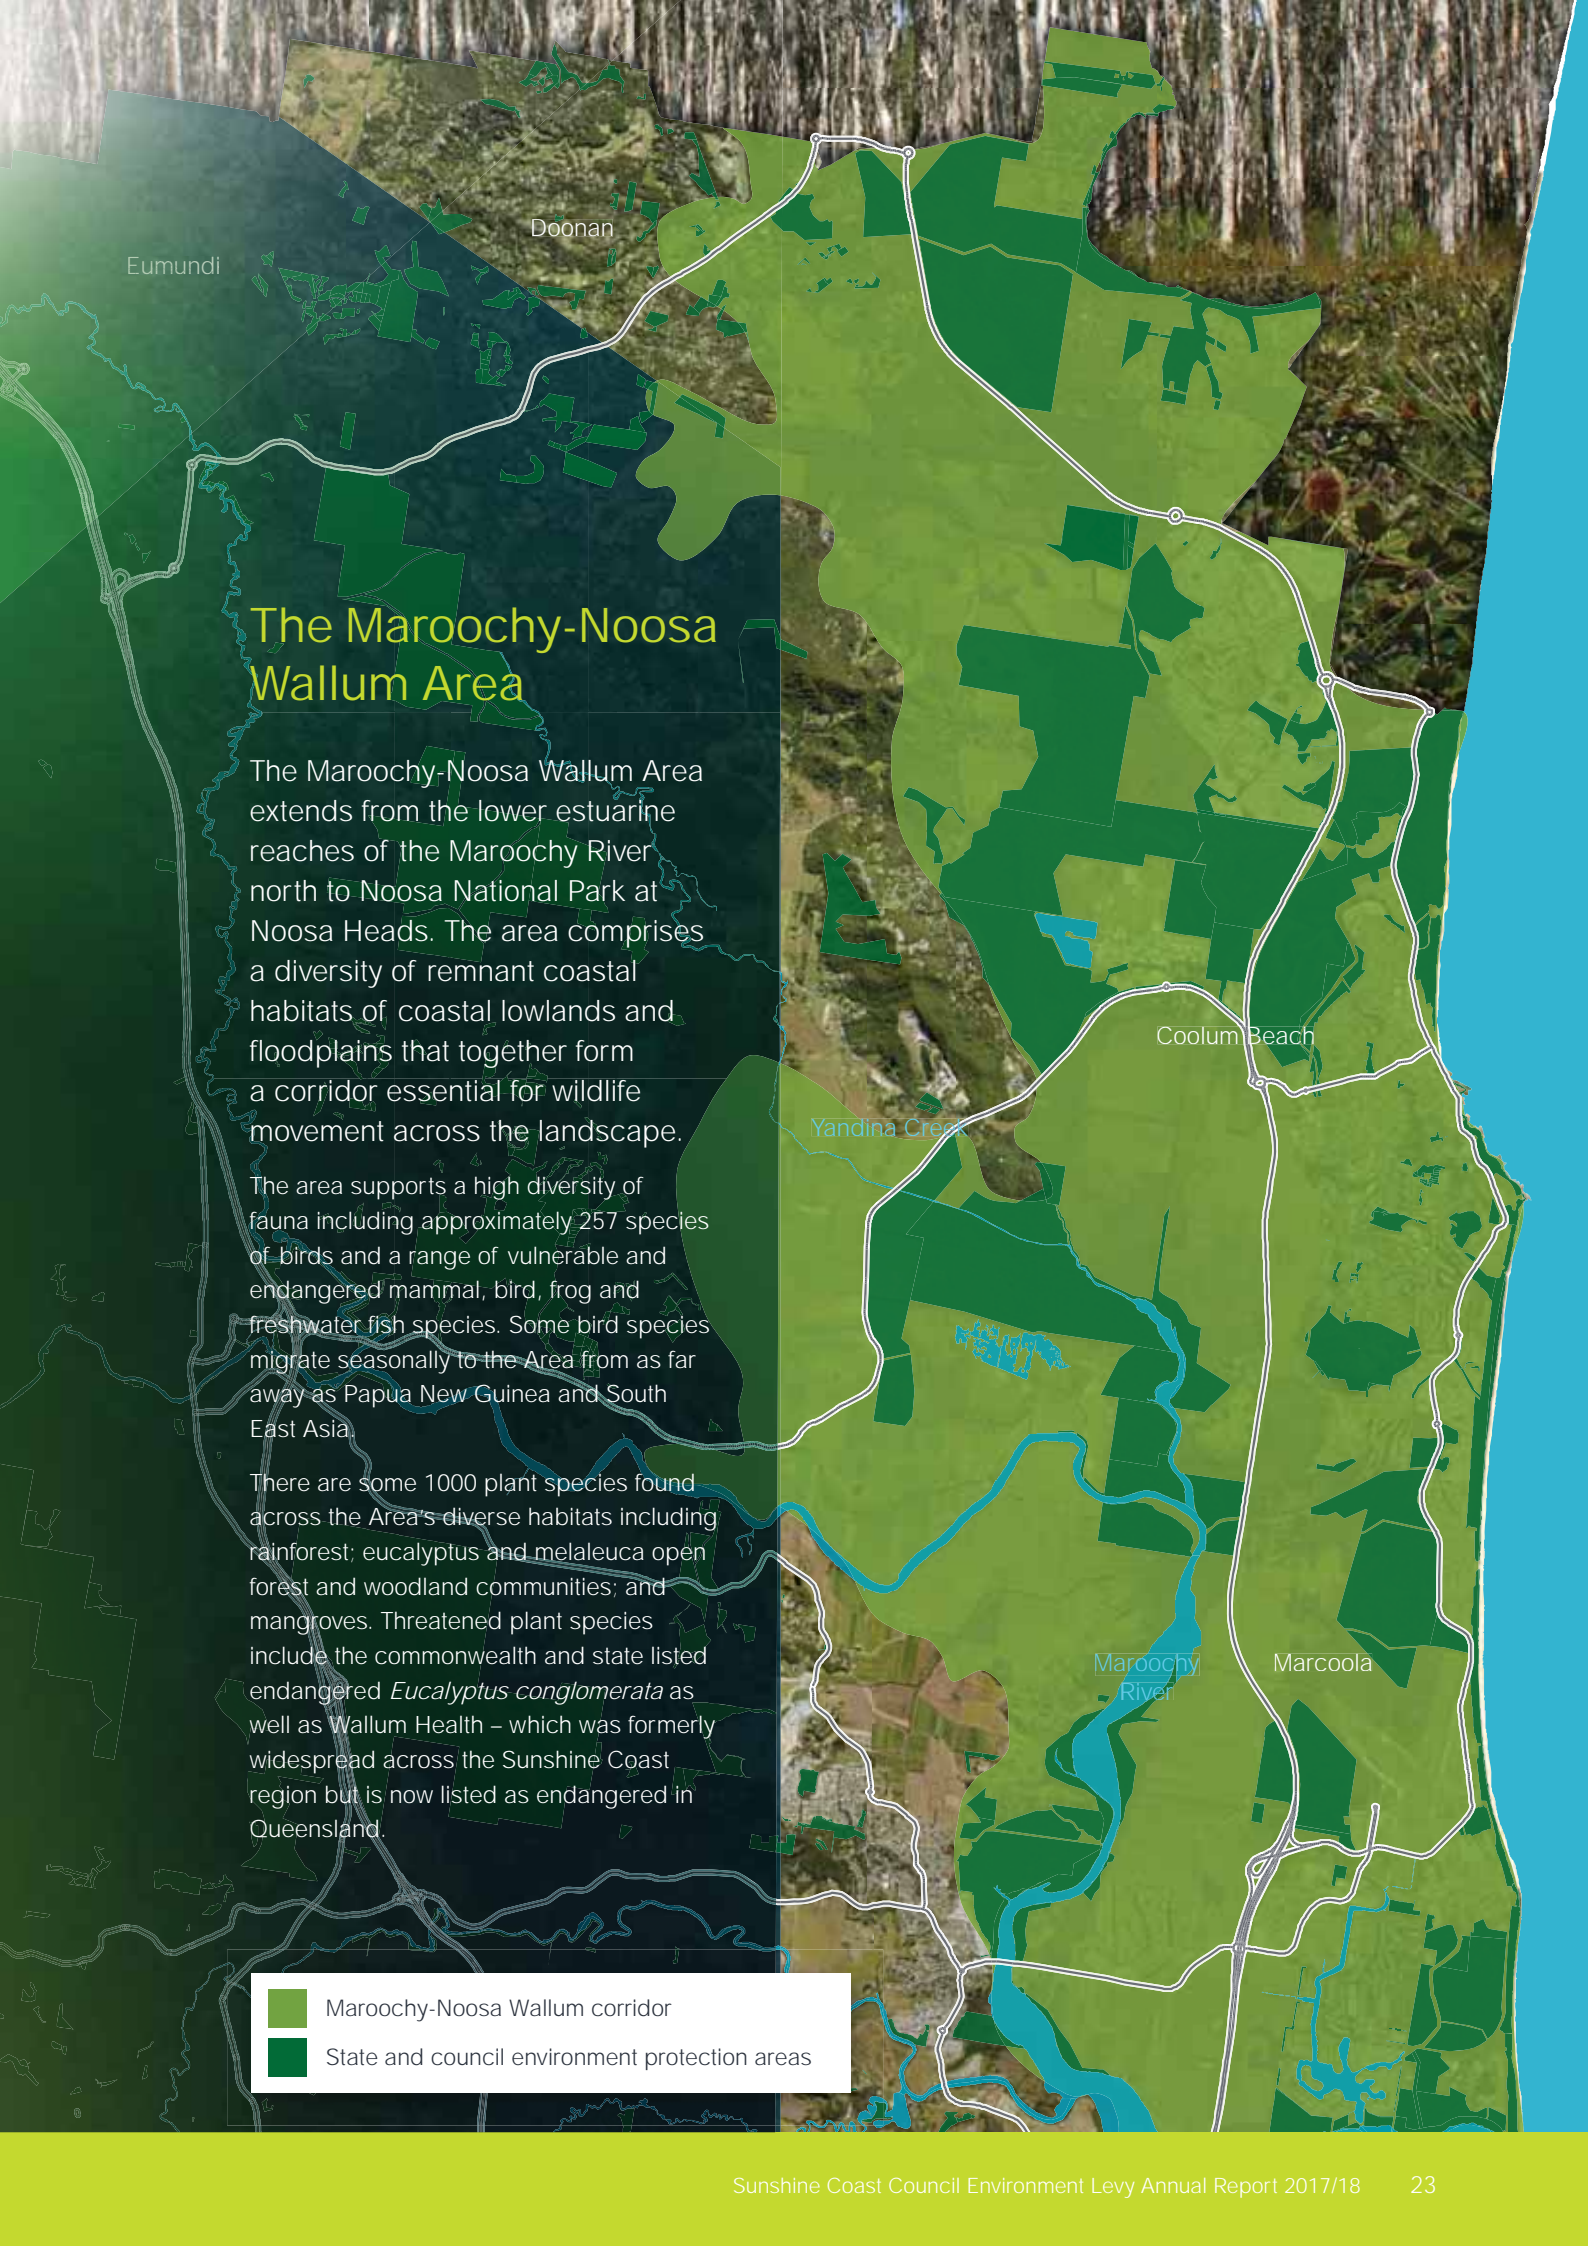 Doonan
Eumundi
The Maroochy-Noosa
Wallum Area
The Maroochy-Noosa Wallum Area
extends from the lower estuarine
reaches of the Maroochy River
north to Noosa National Park at
Noosa Heads. The area comprises
a diversity of remnant coastal
habitats of coastal lowlands and
floodplains that together form
a corridor essential for wildlife
movement across the landscape.
The area supports a high diversity of
fauna including approximately 257 species
of birds and a range of vulnerable and
endangered mammal, bird, frog and
freshwater fish species. Some bird species
migrate seasonally to the Area from as far
away as Papua New Guinea and South
East Asia.
There are some 1000 plant species found
across the Area's diverse habitats including
rainforest; eucalyptus and melaleuca open
forest and woodland communities; and
mangroves. Threatened plant species
include the commonwealth and state listed
endangered Eucalyptus conglomerata as
well as Wallum Health – which was formerly
widespread across the Sunshine Coast
region but is now listed as endangered in
Queensland.
Coolum Beach
Yandina Creek
Maroochy
River
Marcoola
Maroochy-Noosa Wallum corridor
State and council environment protection areas
Sunshine Coast Council Environment Levy Annual Report 2017/18 23